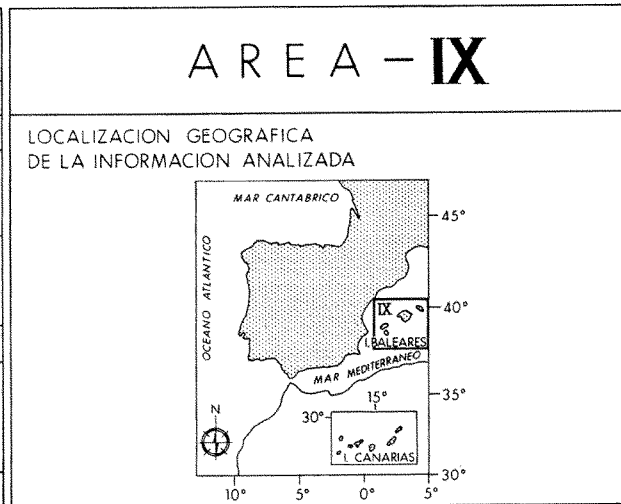 AREA - IX
LOCALIZACION GEOGRAFICA
DE LA INFORMACION ANALIZADA
MAR CANTABRICO
45°
OCEANO ATLANTICO
IX
40°
I. BALEARES
MAR MEDITERRANEO
35°
15°
30°
N
I. CANARIAS
30°
10° 5° 0° 5°